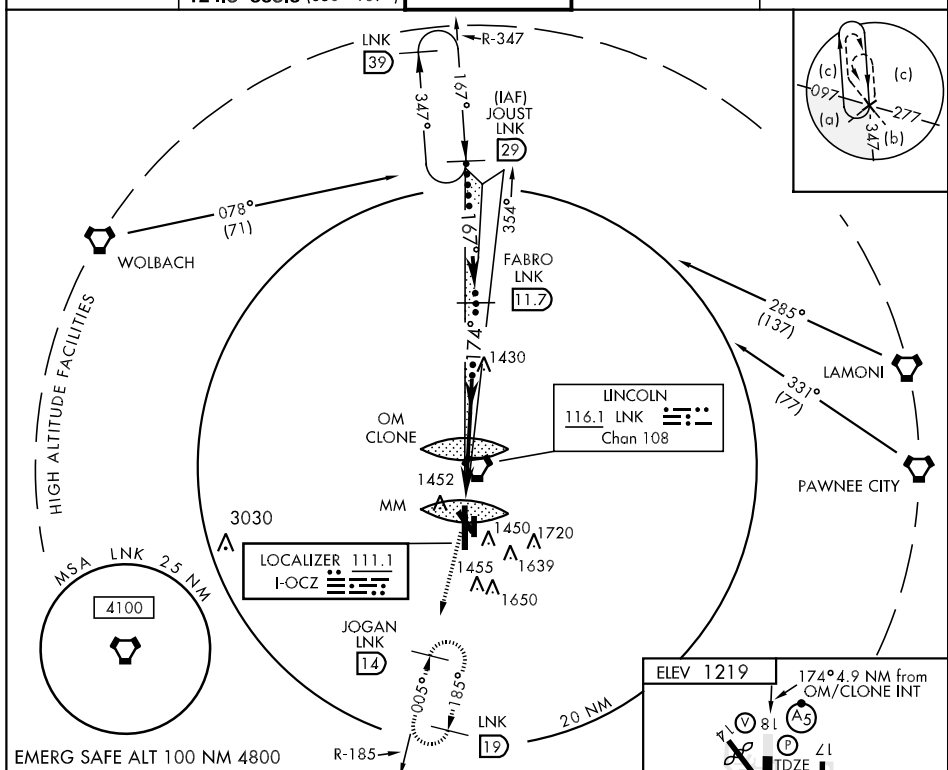 LNK
39
R-347
347°
167°
(IAF)
JOUST
LNK
29
(c)
(c)
097
(a)
277
347
(b)
078°
(71)
WOLBACH
167°
354°
FABRO
LNK
11.7
285°
(137)
LAMONI
174°
1430
331°
(77)
PAWNEE CITY
HIGH ALTITUDE FACILITIES
OM
CLONE
LINCOLN
116.1 LNK
Chan 108
1452
MM
3030
1450
1720
1639
1455
1650
LOCALIZER 111.1
I-OCZ
MSA LNK 25 NM
4100
JOGAN
LNK
14
005°
185°
LNK
19
R-185
20 NM
EMERG SAFE ALT 100 NM 4800
ELEV 1219
174° 4.9 NM from
OM/CLONE INT
V
18
A5
14
P
17
TDZE